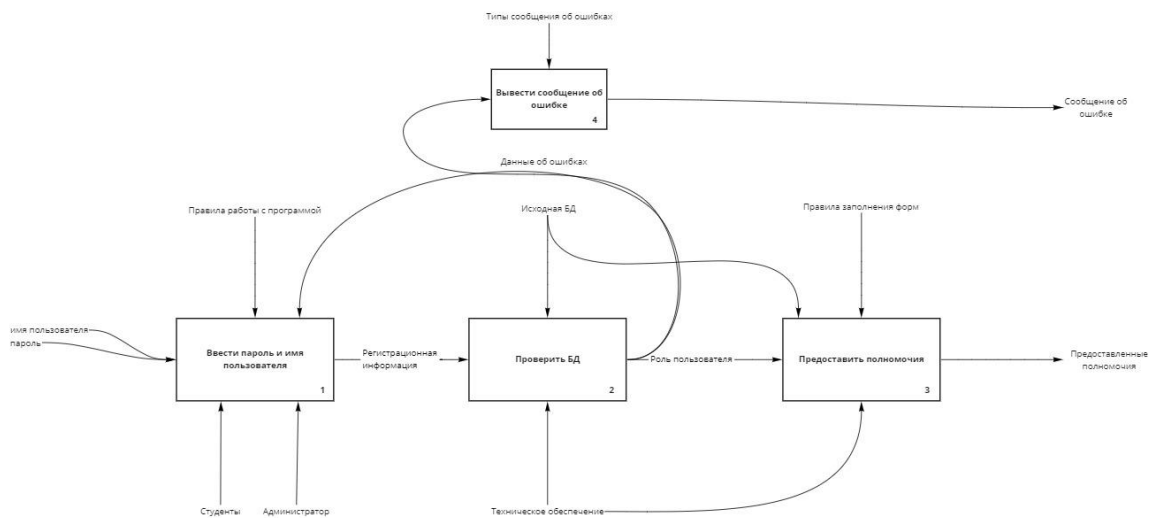 Типы сообщения об ошибках
Вывести сообщение об
ошибке
4
Сообщение об
ошибке
Данные об ошибках
Правила работы с программой
Исходная БД
Правила заполнения форм
имя пользователя
пароль
Ввести пароль и имя
пользователя
1
Регистрационная
информация
Проверить БД
2
Роль пользователя
Предоставить полномочия
3
Предоставленные
полномочия
Студенты
Администратор
Техническое обеспечение